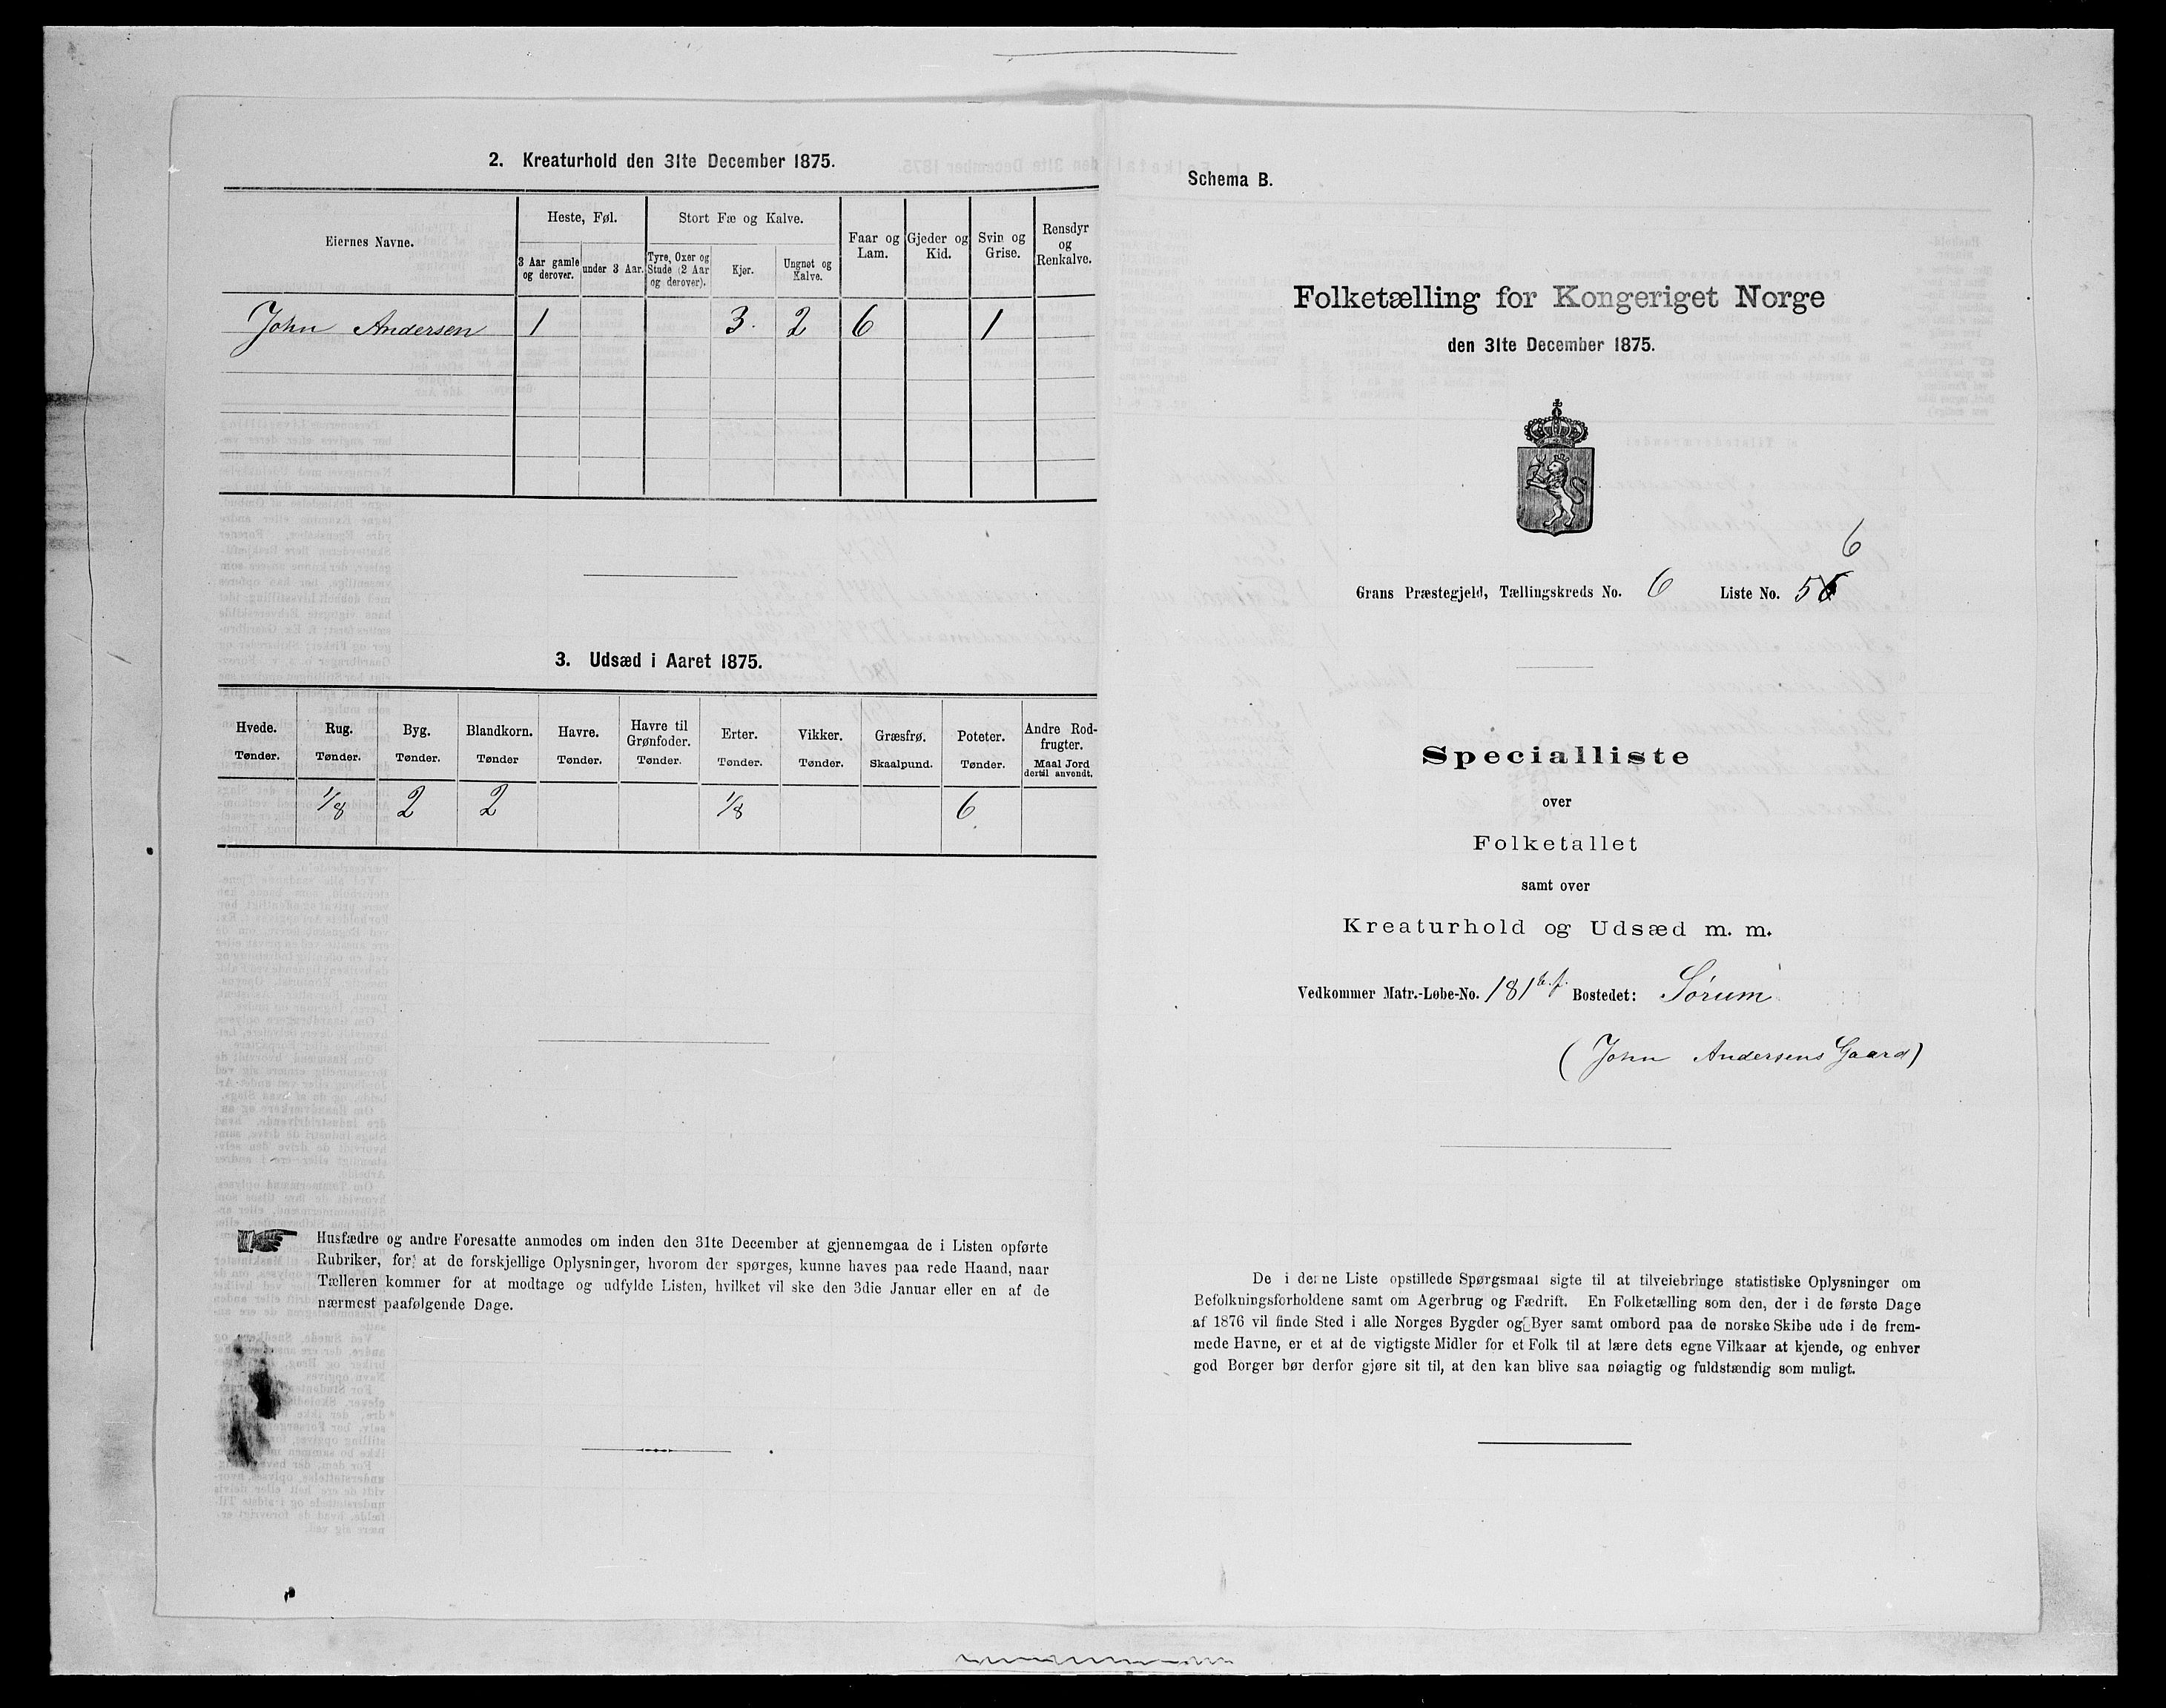 2. Kreaturhold den 31te December 1875.
Eiernes Navne.
Heste, Føl.
Stort Fæ og Kalve.
Faar og Lam.
Gjeder og Kid.
Svin og Grise.
Rensdyr og Renkalve.
3 Aar gamle og derover.
under 3 Aar.
Tyre, Oxer og Stude (2 Aar og derover).
Kjør.
Ungnøt og Kalve.
John Andersen 1 3. 2 6 1
3. Udsæd i Aaret 1875.
Hvede. Rug. Byg. Blandkorn. Havre. Havre til Grønfoder. Erter. Vikker. Græsfrø. Poteter. Andre Rodfrugter.
Tønder. Tønder. Tønder. Tønder Tønder. Tønder. Tønder. Tønder. Skaalpund. Tønder. Maal Jord dertil anvendt.
1/8 2 2 1/8 6
Husfædre og andre Foresatte anmodes om inden den 31te December at gjennemgaa de i Listen opførte
Rubriker, for at de forskjellige Oplysninger, hvorom der spørges, kunne haves paa rede Haand, naar
Tælleren kommer for at modtage og udfylde Listen, hvilket vil ske den 3die Januar eller en af de
nærmest paafølgende Dage.
Schema B.
Folketælling for Kongeriget Norge
den 31te December 1875.
6
Grans Præstegjeld, Tællingskreds No. 6 Liste No. 5
Specialliste
over
Folketallet
samt over
Kreaturhold og Udsæd m. m.
Vedkommer Matr.-Løbe-No. 181 b.f. Bostedet: Sørum
(John Andersens Gaard)
De i denne Liste opstillede Spørgsmaal sigte til at tilveiebringe statistiske Oplysninger om
Befolkningsforholdene samt om Agerbrug og Fædrift. En Folketælling som den, der i de første Dage
af 1876 vil finde Sted i alle Norges Bygder og Byer samt ombord paa de norske Skibe ude i de frem-
mede Havne, er et af de vigtigste Midler for et Folk til at lære dets egne Vilkaar at kjende, og enhver
god Borger bør derfor gjøre sit til, at den kan blive saa nøiagtig og fuldstændig som muligt.